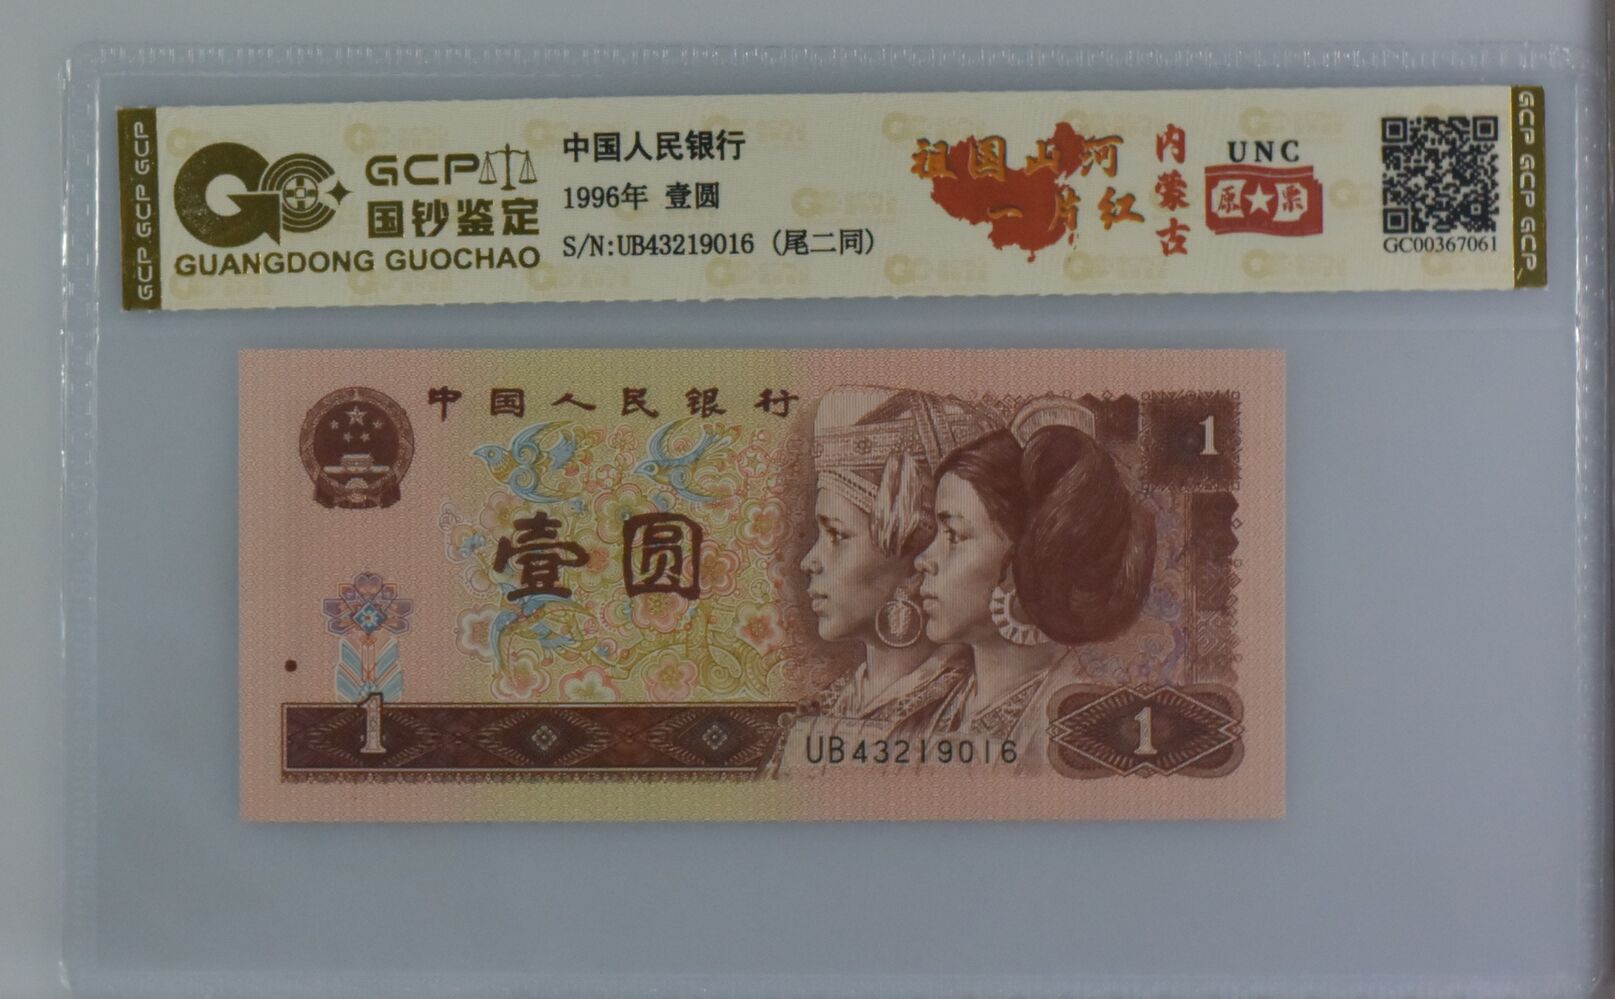 GCP GCP GCP
GCP
国钞鉴定
GUANGDONG GUOCHAO
中国人民银行
1996年 壹圆
S/N:UB43219016 (尾二同)
祖国山河
一片红
内蒙古
UNC
原★票
GC00367061
GCP GCP GCP
中国人民银行
1
壹圆
1
UB43219016
1